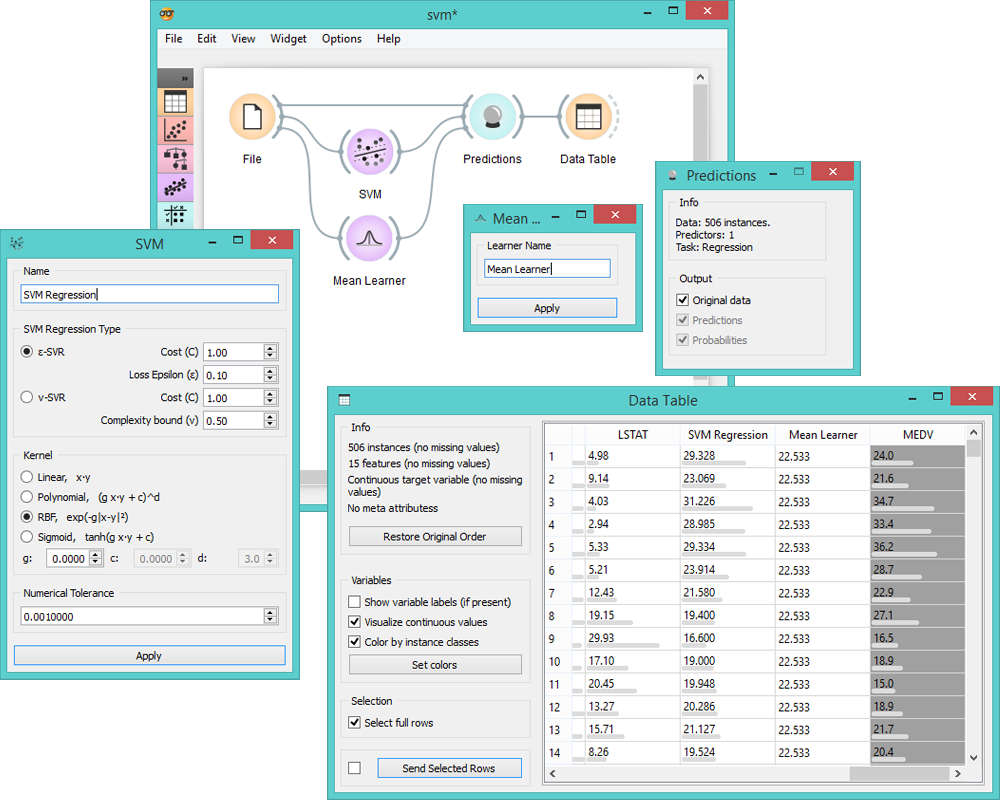 svm*
File Edit View Widget Options Help
»
File
SVM
Mean Learner
Predictions
Data Table
Predictions
Info
Data: 506 instances.
Predictors: 1
Task: Regression
Output
Original data
Predictions
Probabilities
Mean ...
Learner Name
Mean Learner
Apply
SVM
Name
SVM Regression
SVM Regression Type
ε-SVR Cost (C) 1.00
Loss Epsilon (ε) 0.10
ν-SVR Cost (C) 1.00
Complexity bound (ν) 0.50
Kernel
Linear, x·y
Polynomial, (g x·y + c)^d
RBF, exp(-g|x-y|²)
Sigmoid, tanh(g x·y + c)
g: 0.0000 c: 0.0000 d: 3.0
Numerical Tolerance
0.0010000
Apply
Data Table
Info
506 instances (no missing values)
15 features (no missing values)
Continuous target variable (no missing
values)
No meta attributess
Restore Original Order
Variables
Show variable labels (if present)
Visualize continuous values
Color by instance classes
Set colors
Selection
Select full rows
Send Selected Rows
LSTAT SVM Regression Mean Learner MEDV
1 4.98 29.328 22.533 24.0
2 9.14 23.069 22.533 21.6
3 4.03 31.226 22.533 34.7
4 2.94 28.985 22.533 33.4
5 5.33 29.334 22.533 36.2
6 5.21 23.914 22.533 28.7
7 12.43 21.580 22.533 22.9
8 19.15 19.400 22.533 27.1
9 29.93 16.600 22.533 16.5
10 17.10 19.000 22.533 18.9
11 20.45 19.948 22.533 15.0
12 13.27 20.286 22.533 18.9
13 15.71 21.127 22.533 21.7
14 8.26 19.524 22.533 20.4